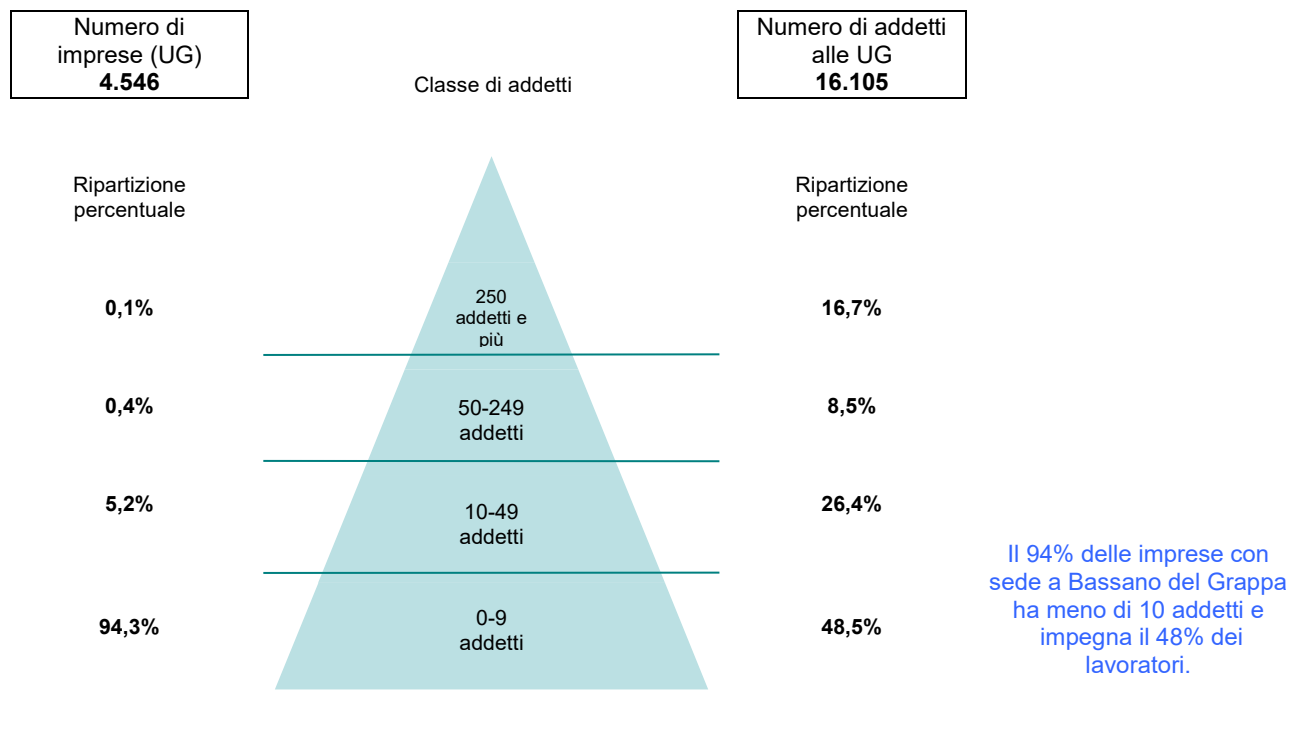 Numero di
imprese (UG)
4.546
Classe di addetti
Numero di addetti
alle UG
16.105
Ripartizione
percentuale
Ripartizione
percentuale
0,1%
250
addetti e
più
16,7%
0,4%
50-249
addetti
8,5%
5,2%
10-49
addetti
26,4%
94,3%
0-9
addetti
48,5%
Il 94% delle imprese con
sede a Bassano del Grappa
ha meno di 10 addetti e
impegna il 48% dei
lavoratori.